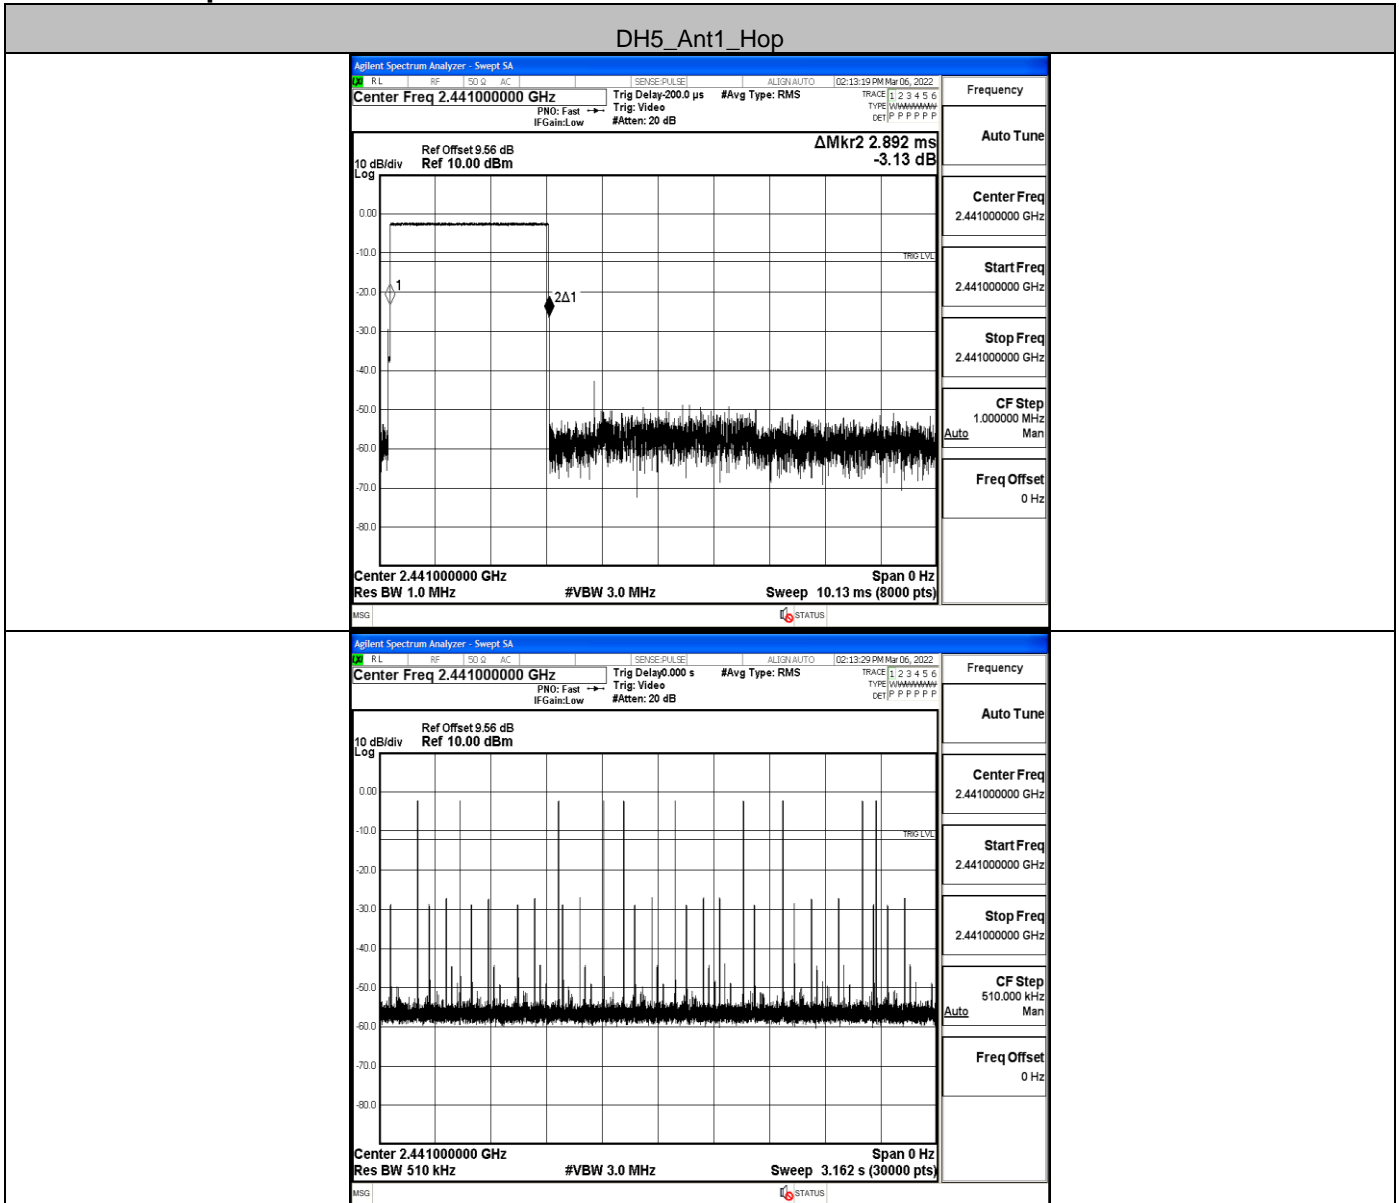 DH5_Ant1_Hop
Agilent Spectrum Analyzer - Swept SA
RL RF 50 Ω AC SENSE:PULSE ALIGNAUTO 02:13:19 PM Mar 06, 2022
Center Freq 2.441000000 GHz Trig Delay-200.0 µs #Avg Type: RMS TRACE 1 2 3 4 5 6
PNO: Fast Trig: Video TYPE
IFGain:Low #Atten: 20 dB DET P P P P P P
Frequency
ΔMkr2 2.892 ms
-3.13 dB
Ref Offset 9.56 dB
10 dB/div Ref 10.00 dBm
Log
0.00
-10.0
TRIG LVL
-20.0
1
2Δ1
-30.0
-40.0
-50.0
-60.0
-70.0
-80.0
Center 2.441000000 GHz Span 0 Hz
Res BW 1.0 MHz #VBW 3.0 MHz Sweep 10.13 ms (8000 pts)
MSG STATUS
Auto Tune
Center Freq
2.441000000 GHz
Start Freq
2.441000000 GHz
Stop Freq
2.441000000 GHz
CF Step
1.000000 MHz
Auto Man
Freq Offset
0 Hz
Agilent Spectrum Analyzer - Swept SA
RL RF 50 Ω AC SENSE:PULSE ALIGNAUTO 02:13:29 PM Mar 06, 2022
Center Freq 2.441000000 GHz Trig Delay0.000 s #Avg Type: RMS TRACE 1 2 3 4 5 6
PNO: Fast Trig: Video TYPE
IFGain:Low #Atten: 20 dB DET P P P P P P
Frequency
Ref Offset 9.56 dB
10 dB/div Ref 10.00 dBm
Log
0.00
-10.0
TRIG LVL
-20.0
-30.0
-40.0
-50.0
-60.0
-70.0
-80.0
Center 2.441000000 GHz Span 0 Hz
Res BW 510 kHz #VBW 3.0 MHz Sweep 3.162 s (30000 pts)
MSG STATUS
Auto Tune
Center Freq
2.441000000 GHz
Start Freq
2.441000000 GHz
Stop Freq
2.441000000 GHz
CF Step
510.000 kHz
Auto Man
Freq Offset
0 Hz